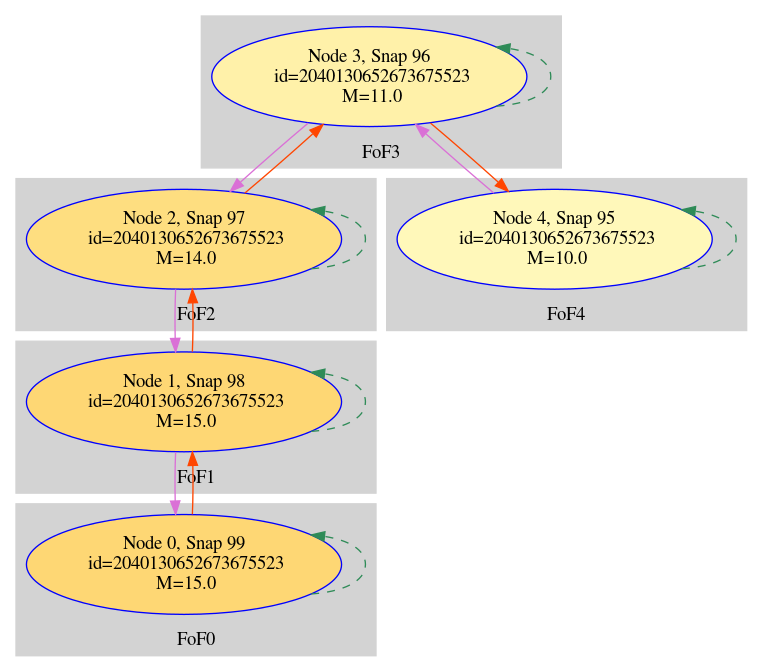 Node 3, Snap 96
id=2040130652673675523
M=11.0
FoF3
Node 2, Snap 97
id=2040130652673675523
M=14.0
FoF2
Node 4, Snap 95
id=2040130652673675523
M=10.0
FoF4
Node 1, Snap 98
id=2040130652673675523
M=15.0
FoF1
Node 0, Snap 99
id=2040130652673675523
M=15.0
FoF0